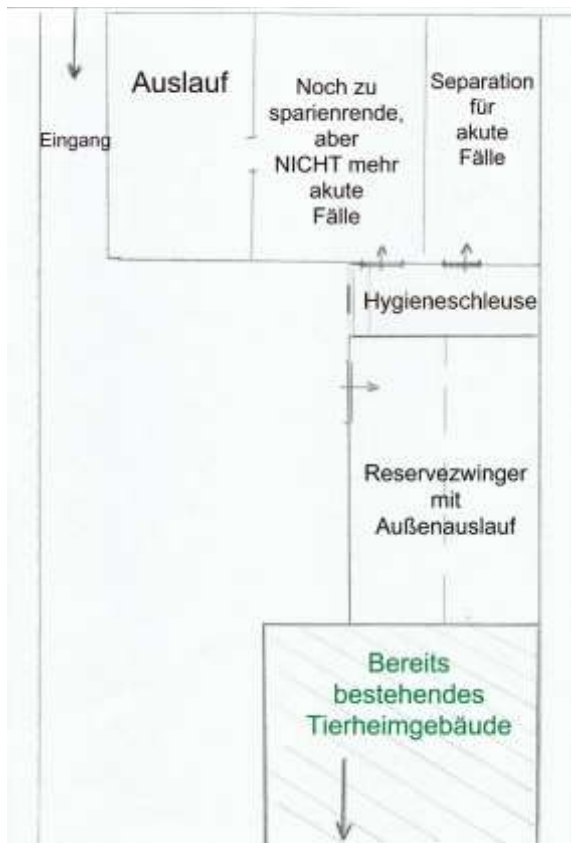 Eingang
Auslauf
Noch zu
sparienrende,
aber
NICHT mehr
akute
Fälle
Separation
für
akute
Fälle
Hygieneschleuse
Reservezwinger
mit
Außenauslauf
Bereits
bestehendes
Tierheimgebäude